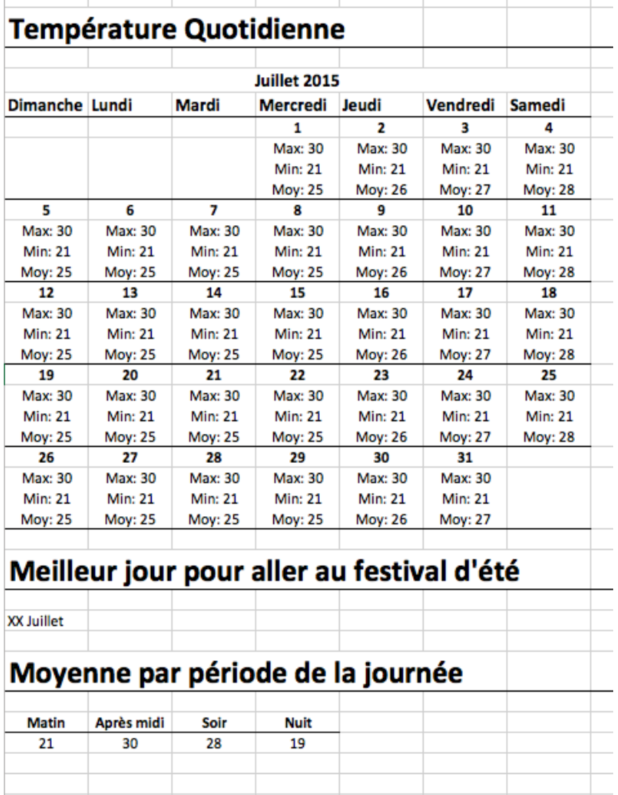 Température Quotidienne
Juillet 2015
Dimanche Lundi Mardi Mercredi Jeudi Vendredi Samedi
1 2 3 4
Max: 30 Max: 30 Max: 30 Max: 30
Min: 21 Min: 21 Min: 21 Min: 21
Moy: 25 Moy: 26 Moy: 27 Moy: 28
5 6 7 8 9 10 11
Max: 30 Max: 30 Max: 30 Max: 30 Max: 30 Max: 30 Max: 30
Min: 21 Min: 21 Min: 21 Min: 21 Min: 21 Min: 21 Min: 21
Moy: 25 Moy: 25 Moy: 25 Moy: 25 Moy: 26 Moy: 27 Moy: 28
12 13 14 15 16 17 18
Max: 30 Max: 30 Max: 30 Max: 30 Max: 30 Max: 30 Max: 30
Min: 21 Min: 21 Min: 21 Min: 21 Min: 21 Min: 21 Min: 21
Moy: 25 Moy: 25 Moy: 25 Moy: 25 Moy: 26 Moy: 27 Moy: 28
19 20 21 22 23 24 25
Max: 30 Max: 30 Max: 30 Max: 30 Max: 30 Max: 30 Max: 30
Min: 21 Min: 21 Min: 21 Min: 21 Min: 21 Min: 21 Min: 21
Moy: 25 Moy: 25 Moy: 25 Moy: 25 Moy: 26 Moy: 27 Moy: 28
26 27 28 29 30 31
Max: 30 Max: 30 Max: 30 Max: 30 Max: 30 Max: 30
Min: 21 Min: 21 Min: 21 Min: 21 Min: 21 Min: 21
Moy: 25 Moy: 25 Moy: 25 Moy: 25 Moy: 26 Moy: 27
Meilleur jour pour aller au festival d'été
XX Juillet
Moyenne par période de la journée
Matin Après midi Soir Nuit
21 30 28 19